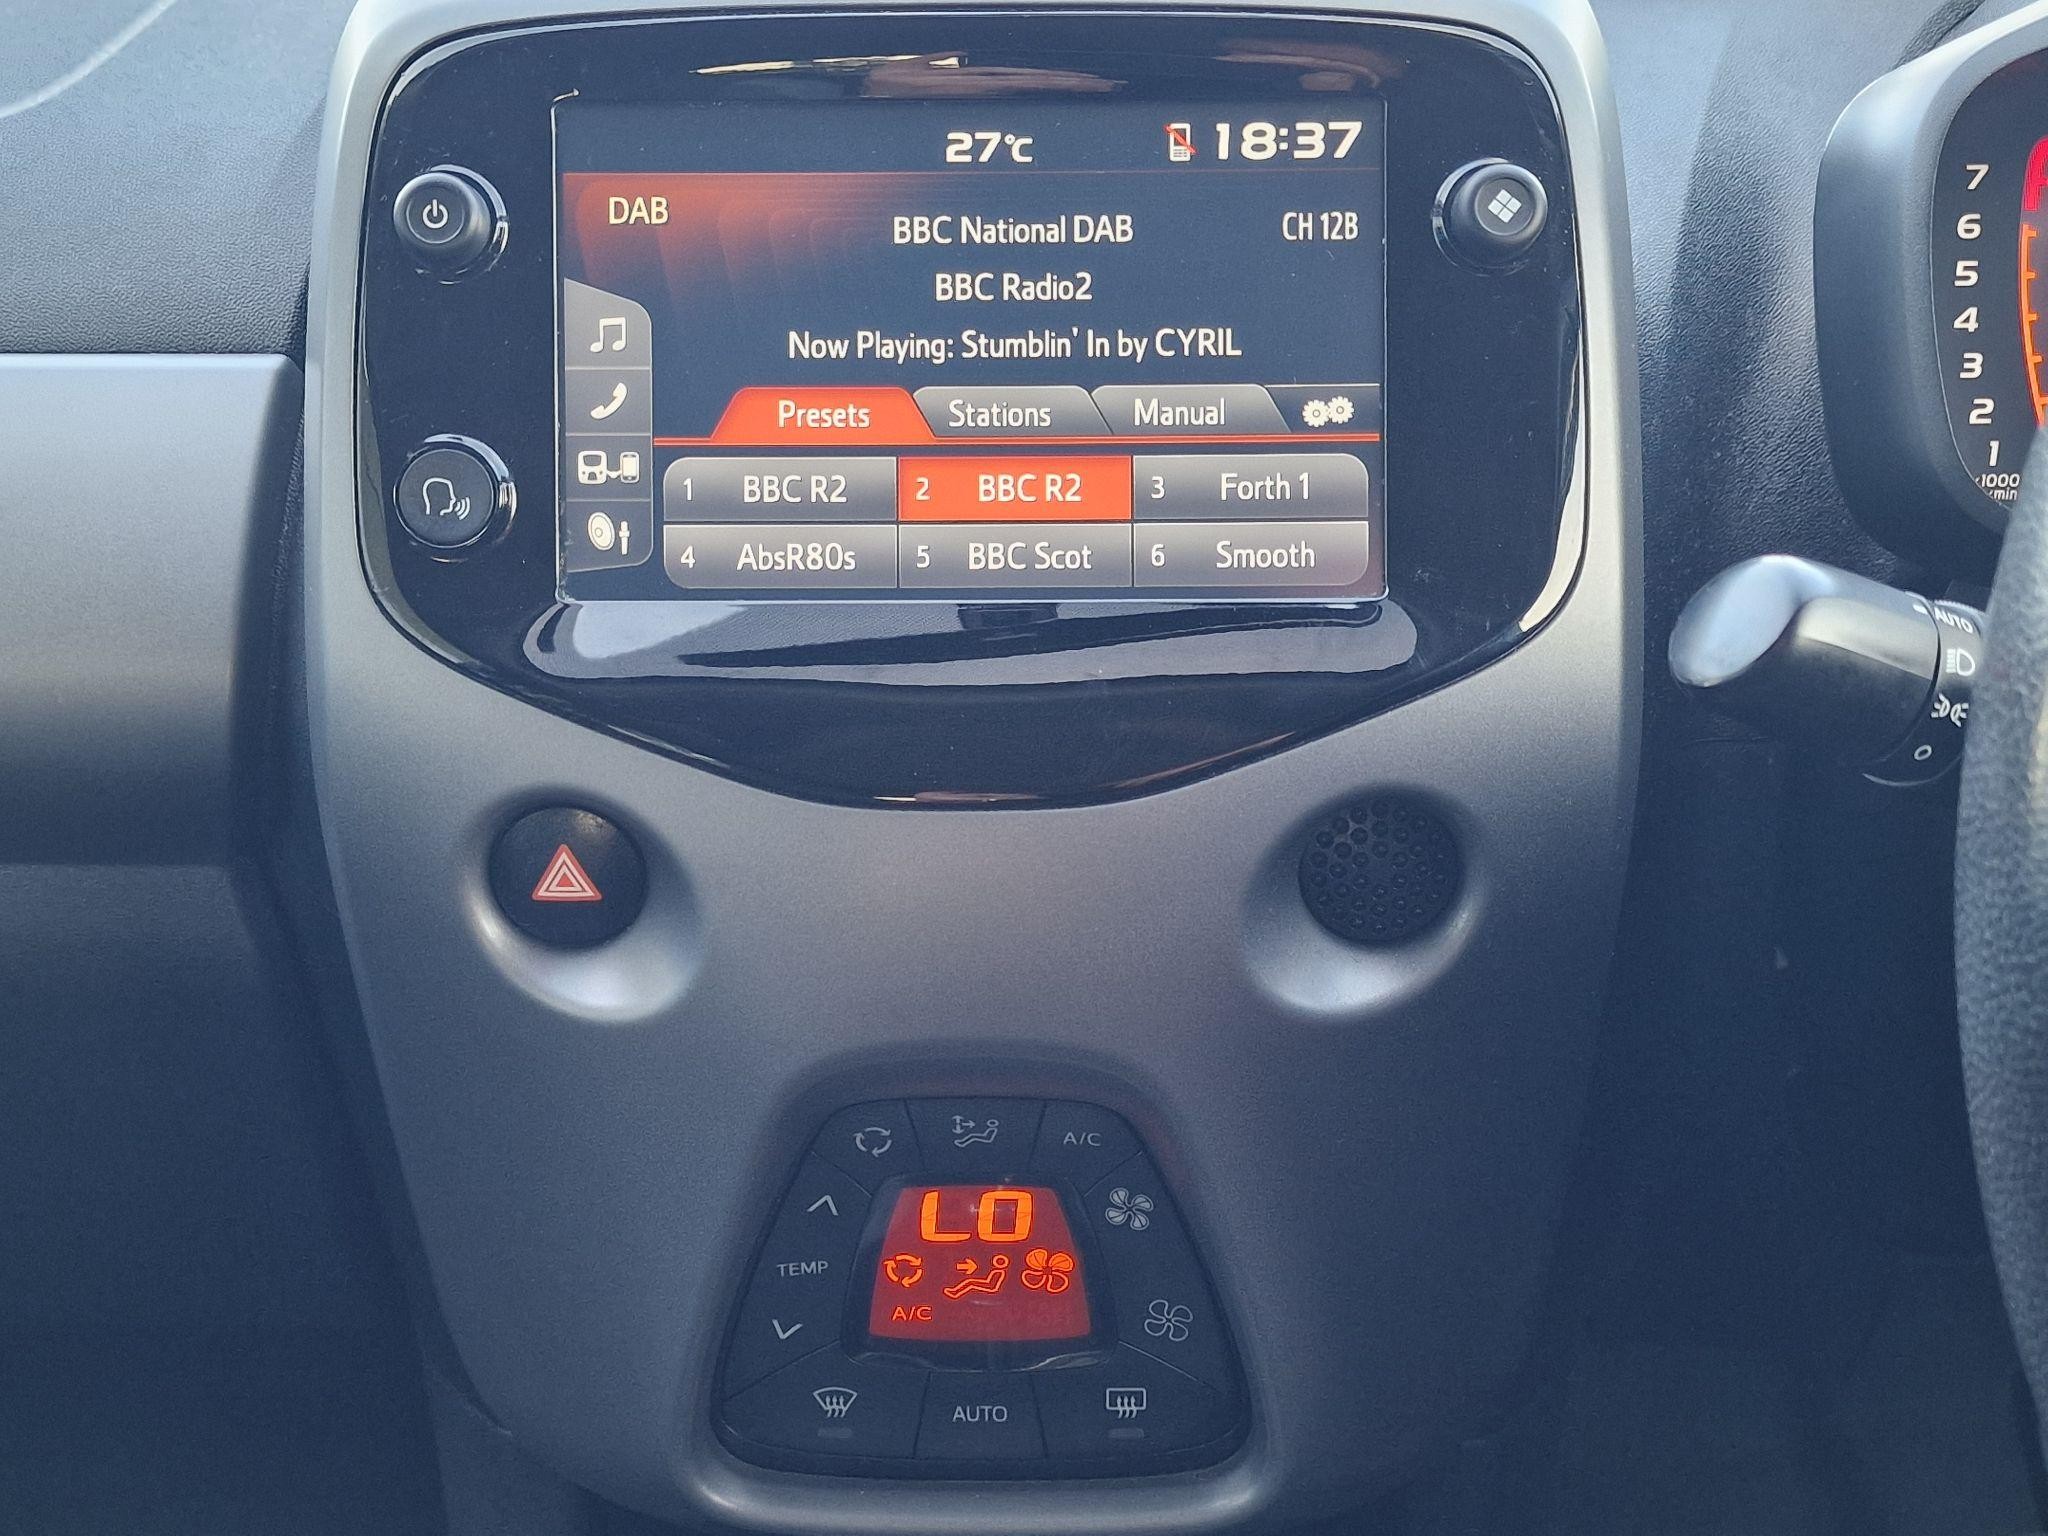 27°C 18:37
DAB
BBC National DAB
CH 12B
BBC Radio2
Now Playing: Stumblin' In by CYRIL
Presets Stations Manual
1 BBC R2 2 BBC R2 3 Forth 1
4 AbsR80s 5 BBC Scot 6 Smooth
7
6
5
4
3
2
1
x1000
AUTO
A/C
LO
TEMP
A/C
AUTO